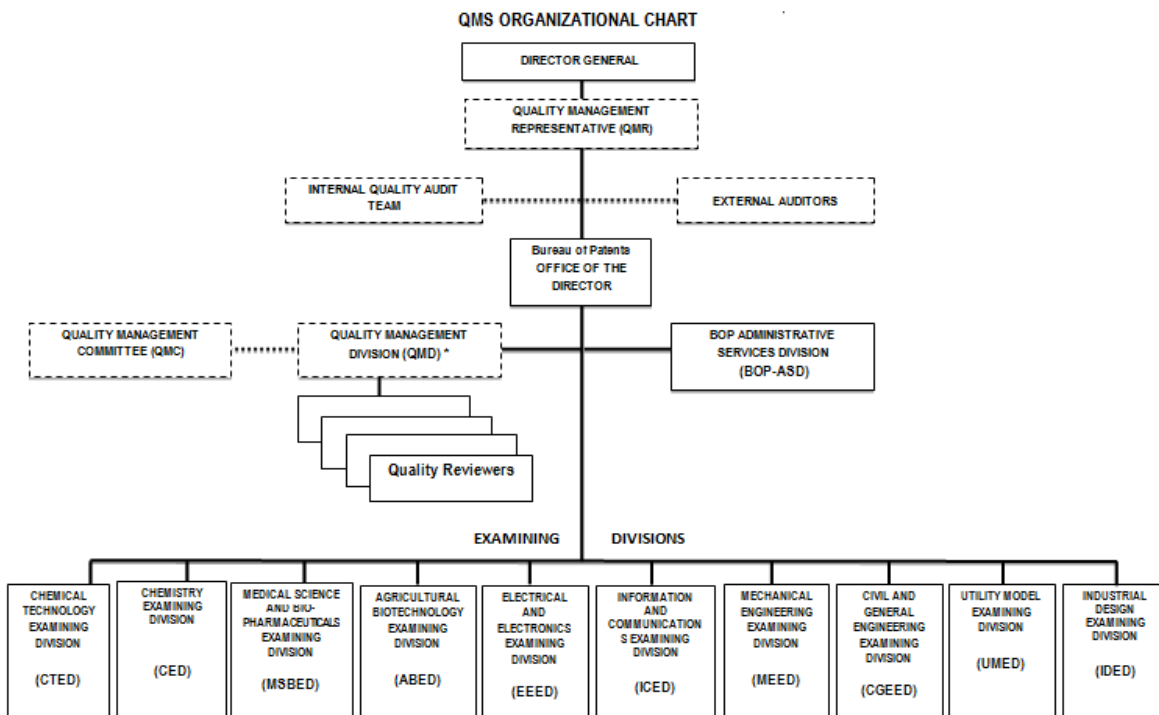 QMS ORGANIZATIONAL CHART
DIRECTOR GENERAL
QUALITY MANAGEMENT
REPRESENTATIVE (QMR)
INTERNAL QUALITY AUDIT
TEAM
EXTERNAL AUDITORS
Bureau of Patents
OFFICE OF THE
DIRECTOR
QUALITY MANAGEMENT
COMMITTEE (QMC)
QUALITY MANAGEMENT
DIVISION (QMD) *
BOP ADMINISTRATIVE
SERVICES DIVISION
(BOP-ASD)
Quality Reviewers
EXAMINING DIVISIONS
CHEMICAL
TECHNOLOGY
EXAMINING
DIVISION
(CTED)
CHEMISTRY
EXAMINING
DIVISION
(CED)
MEDICAL SCIENCE
AND BIO-
PHARMACEUTICALS
EXAMINING
DIVISION
(MSBED)
AGRICULTURAL
BIOTECHNOLOGY
EXAMINING
DIVISION
(ABED)
ELECTRICAL
AND
ELECTRONICS
EXAMINING
DIVISION
(EEED)
INFORMATION
AND
COMMUNICATION
S EXAMINING
DIVISION
(ICED)
MECHANICAL
ENGINEERING
EXAMINING
DIVISION
(MEED)
CIVIL AND
GENERAL
ENGINEERING
EXAMINING
DIVISION
(CGEED)
UTILITY MODEL
EXAMINING
DIVISION
(UMED)
INDUSTRIAL
DESIGN
EXAMINING
DIVISION
(IDED)